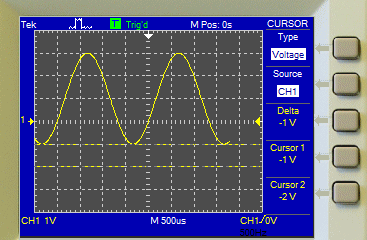 Tek T Trig'd M Pos: 0s CURSOR
Type
Voltage
Source
CH1
Delta
-1 V
1
Cursor 1
-1 V
Cursor 2
-2 V
CH1 1V M 500us CH1/0V